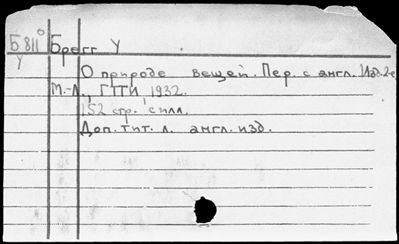 Б 811° Брегг У
У
О природе вещей. Пер. с англ. Изд. 2-е
М.-Л., ГТТИ, 1932.
152 стр. с илл.
Доп. тит. л. англ. изд.